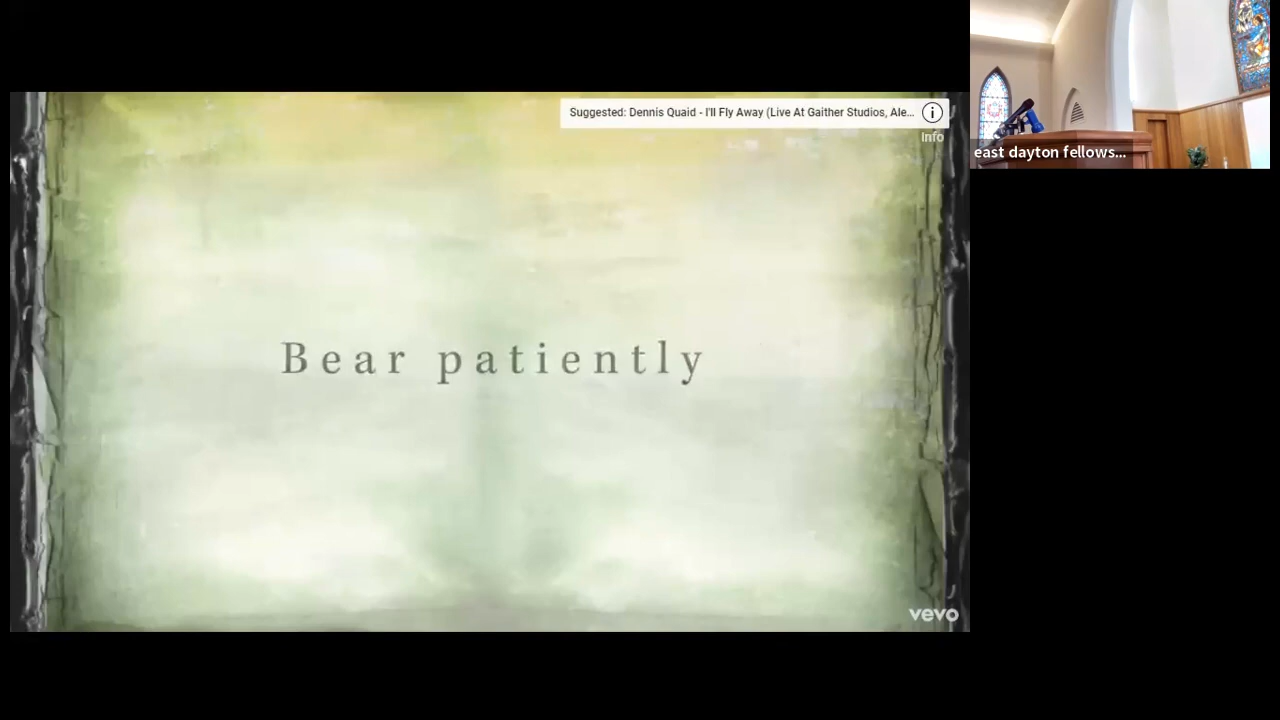 Suggested: Dennis Quaid - I'll Fly Away (Live At Gaither Studios, Ale...
Info
east dayton fellows...
Bear patiently
vevo